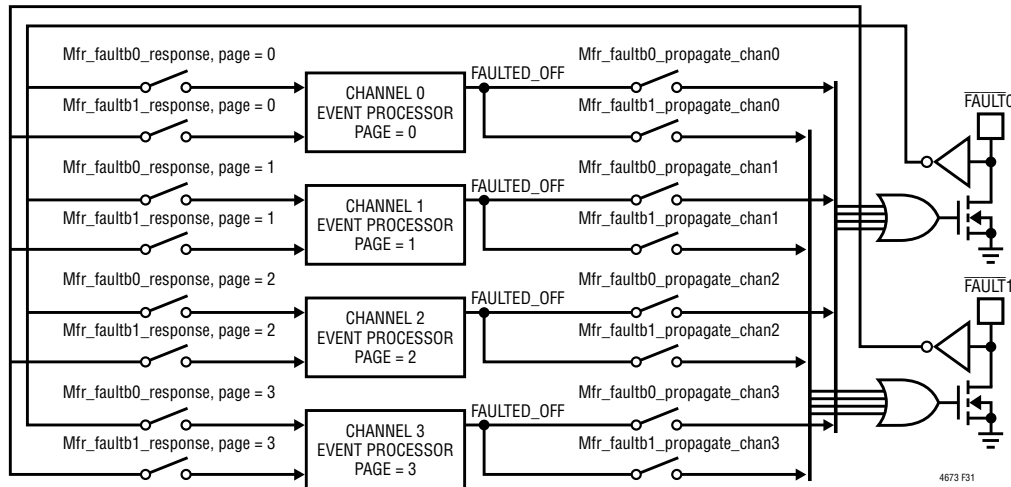 Mfr_faultb0_response, page = 0
Mfr_faultb0_propagate_chan0
FAULTED_OFF
CHANNEL 0
EVENT PROCESSOR
PAGE = 0
Mfr_faultb1_response, page = 0
Mfr_faultb1_propagate_chan0
FAULT0
Mfr_faultb0_response, page = 1
Mfr_faultb0_propagate_chan1
FAULTED_OFF
CHANNEL 1
EVENT PROCESSOR
PAGE = 1
Mfr_faultb1_response, page = 1
Mfr_faultb1_propagate_chan1
Mfr_faultb0_response, page = 2
Mfr_faultb0_propagate_chan2
FAULTED_OFF
FAULT1
CHANNEL 2
EVENT PROCESSOR
PAGE = 2
Mfr_faultb1_response, page = 2
Mfr_faultb1_propagate_chan2
Mfr_faultb0_response, page = 3
Mfr_faultb0_propagate_chan3
FAULTED_OFF
CHANNEL 3
EVENT PROCESSOR
PAGE = 3
Mfr_faultb1_response, page = 3
Mfr_faultb1_propagate_chan3
4673 F31